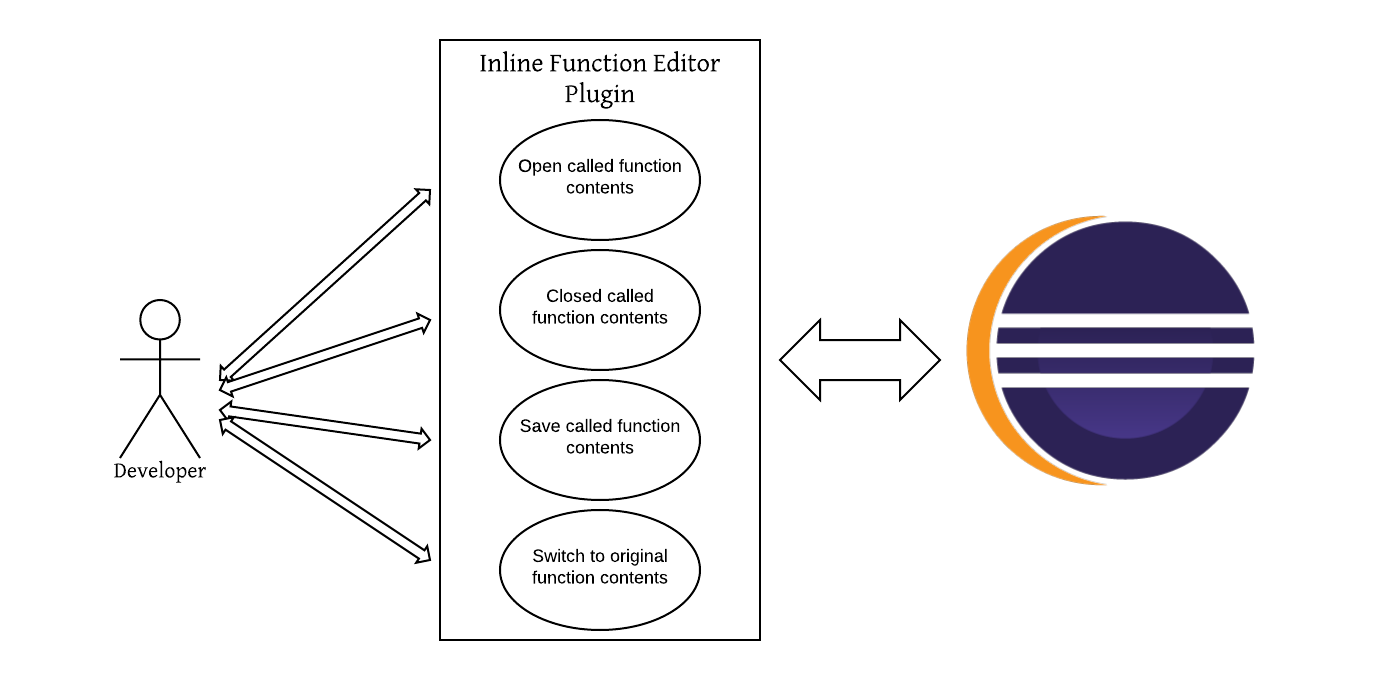 Inline Function Editor
Plugin
Open called function
contents
Closed called
function contents
Save called function
contents
Switch to original
function contents
Developer